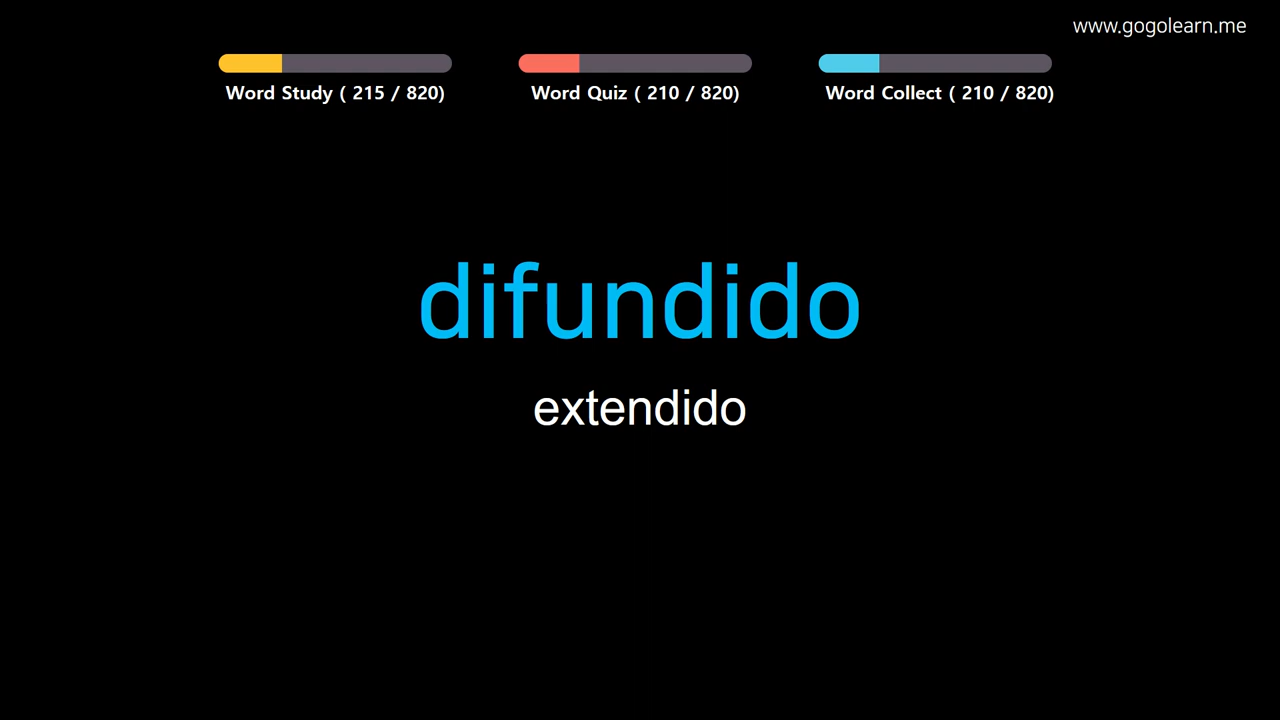 www.gogolearn.me
Word Study ( 215 / 820)
Word Quiz ( 210 / 820)
Word Collect ( 210 / 820)
difundido
extendido